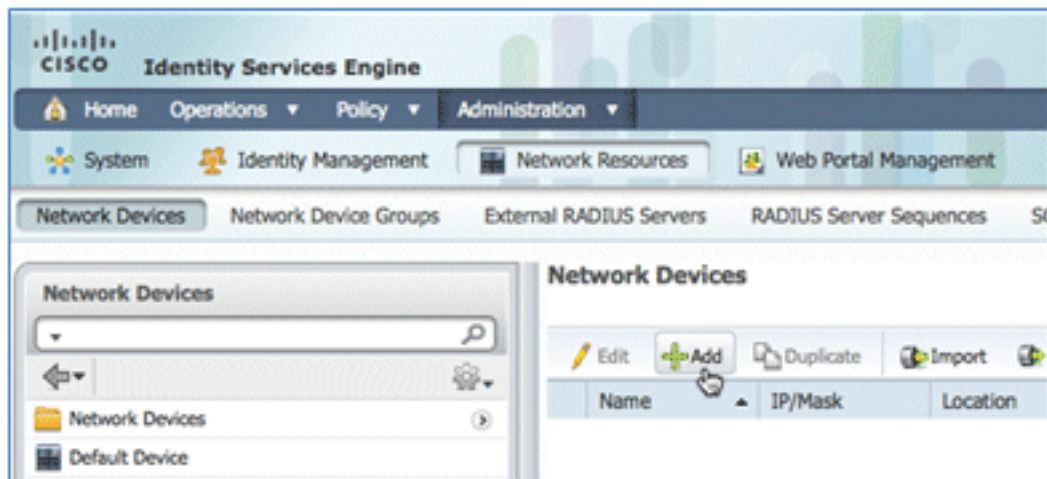 CISCO Identity Services Engine
Home Operations Policy Administration
System Identity Management Network Resources Web Portal Management
Network Devices Network Device Groups External RADIUS Servers RADIUS Server Sequences
Network Devices
Network Devices
Edit Add Duplicate Import
Name IP/Mask Location
Network Devices
Default Device